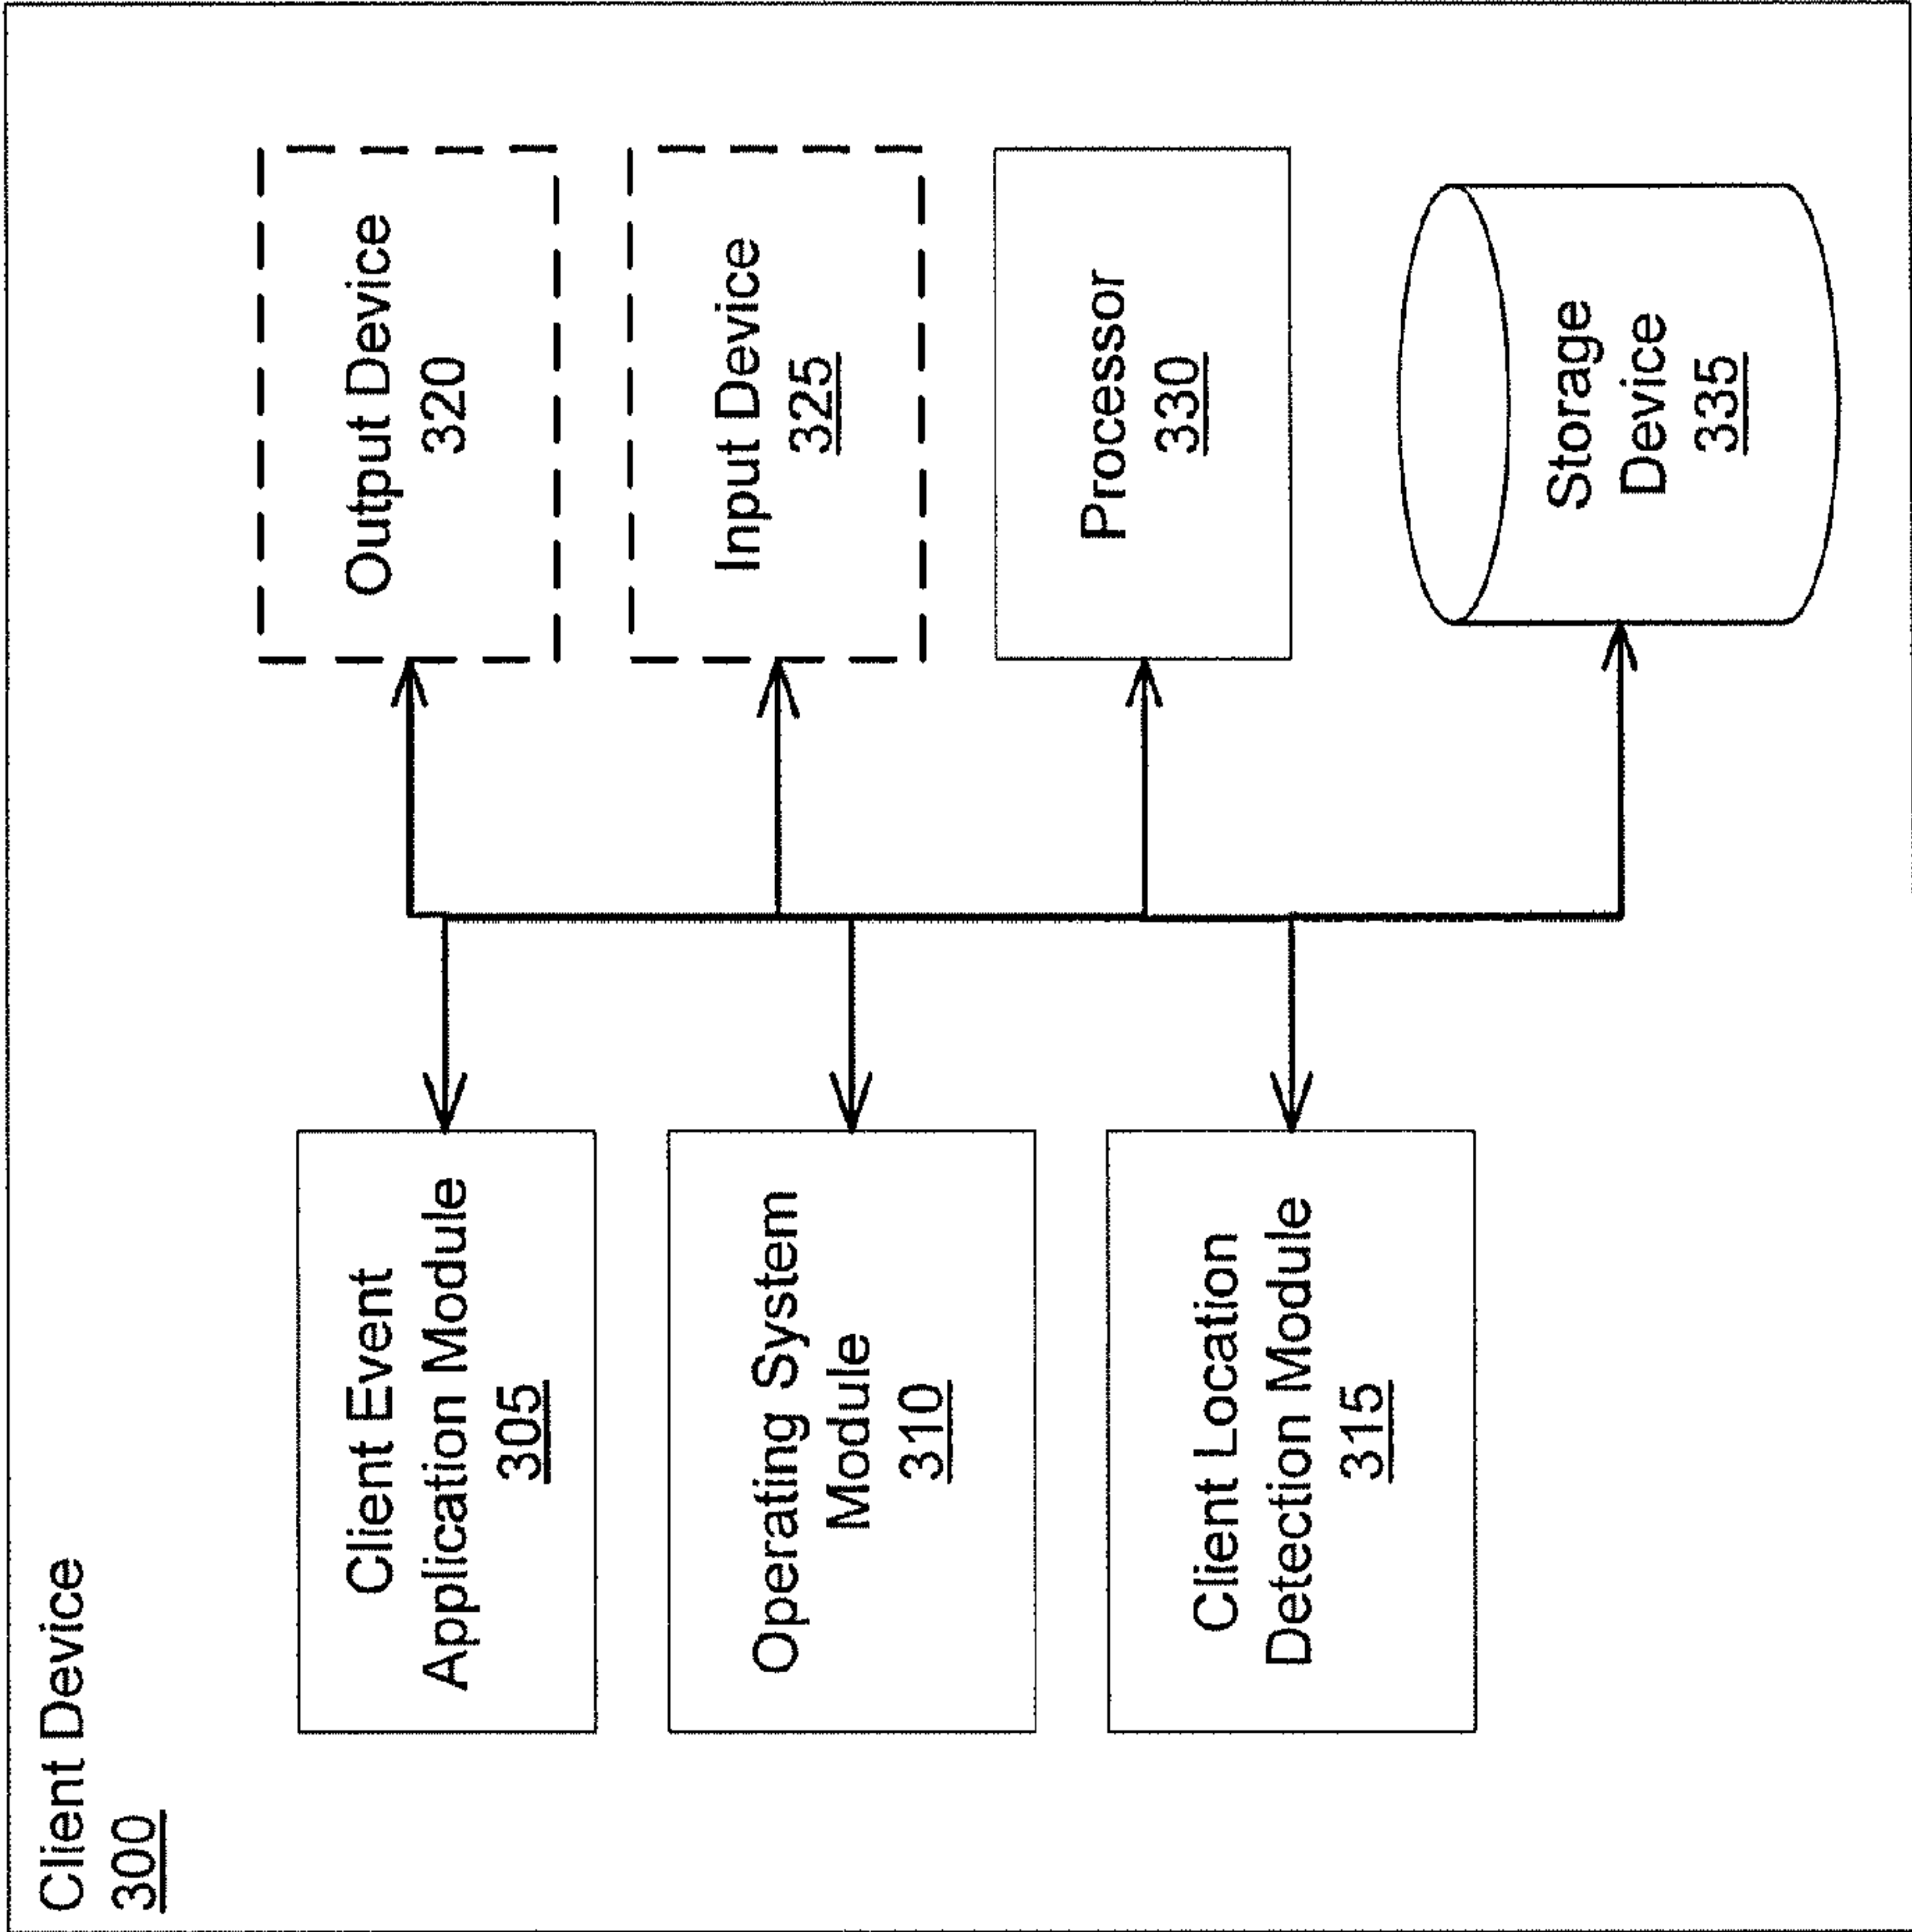 Client Device
300
Client Event
Application Module
305
Operating System
Module
310
Client Location
Detection Module
315
Output Device
320
Input Device
325
Processor
330
Storage
Device
335